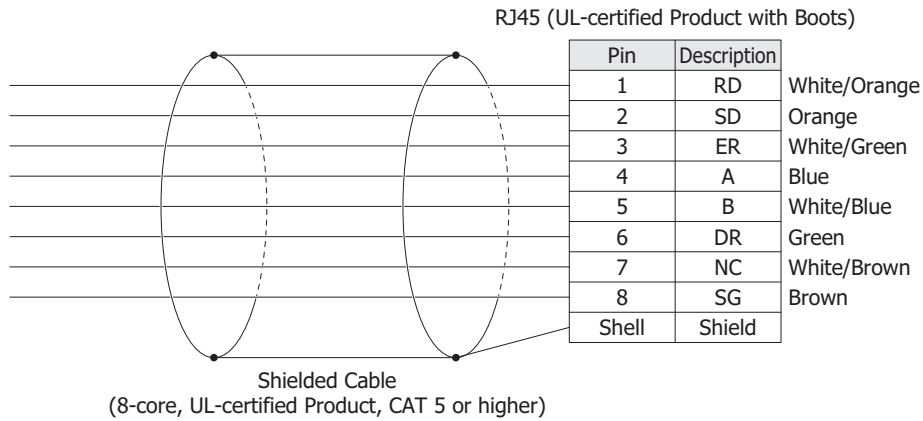 RJ45 (UL-certified Product with Boots)
Pin Description
1 RD White/Orange
2 SD Orange
3 ER White/Green
4 A Blue
5 B White/Blue
6 DR Green
7 NC White/Brown
8 SG Brown
Shell Shield
Shielded Cable
(8-core, UL-certified Product, CAT 5 or higher)